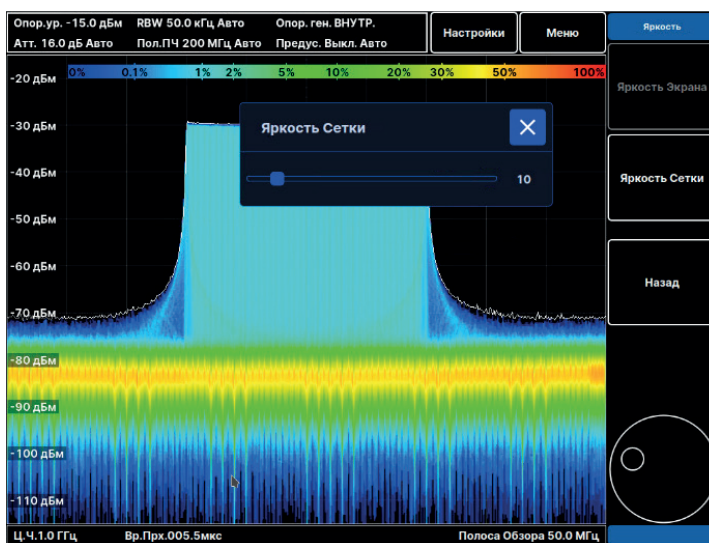 Опор.ур. -15.0 дБм RBW 50.0 кГц Авто Опор. ген. ВНУТР.
Атт. 16.0 дБ Авто Пол.ПЧ 200 МГц Авто Предус. Выкл. Авто
Настройки
Меню
Яркость
0% 0.1% 1% 2% 5% 10% 20% 30% 50% 100%
-20 дБм
Яркость Экрана
-30 дБм
Яркость Сетки
-40 дБм
10
Яркость Сетки
-50 дБм
-60 дБм
Назад
-70 дБм
-80 дБм
-90 дБм
-100 дБм
-110 дБм
Ц.Ч.1.0 ГГц Вр.Прх.005.5мкс Полоса Обзора 50.0 МГц